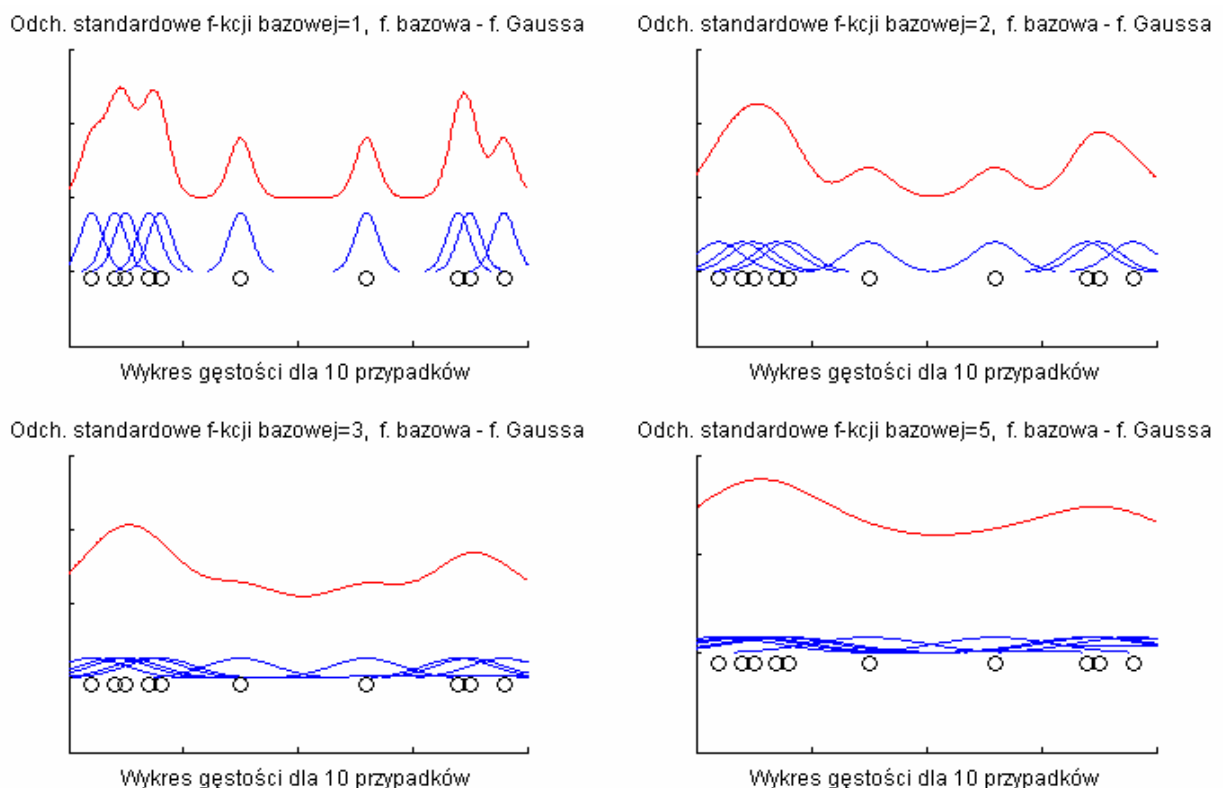 Odch. standardowe f-kcji bazowej=1, f. bazowa - f. Gaussa
Odch. standardowe f-kcji bazowej=2, f. bazowa - f. Gaussa
Wykres gęstości dla 10 przypadków
Wykres gęstości dla 10 przypadków
Odch. standardowe f-kcji bazowej=3, f. bazowa - f. Gaussa
Odch. standardowe f-kcji bazowej=5, f. bazowa - f. Gaussa
Wykres gęstości dla 10 przypadków
Wykres gęstości dla 10 przypadków